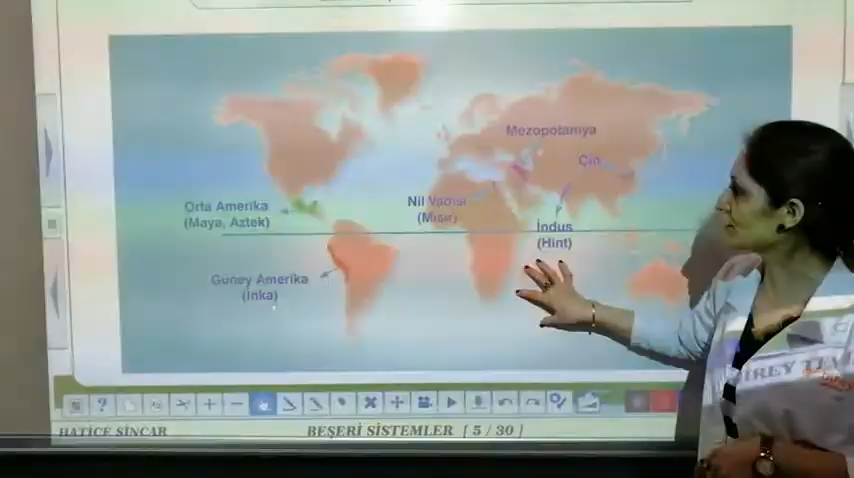 Mezopotamya
Çin
Orta Amerika
(Maya, Aztek)
Nil Vadisi
(Mısır)
İndus
(Hint)
Güney Amerika
(İnka)
HATİCE SİNCAR
BEŞERİ SİSTEMLER [ 5 / 30 ]